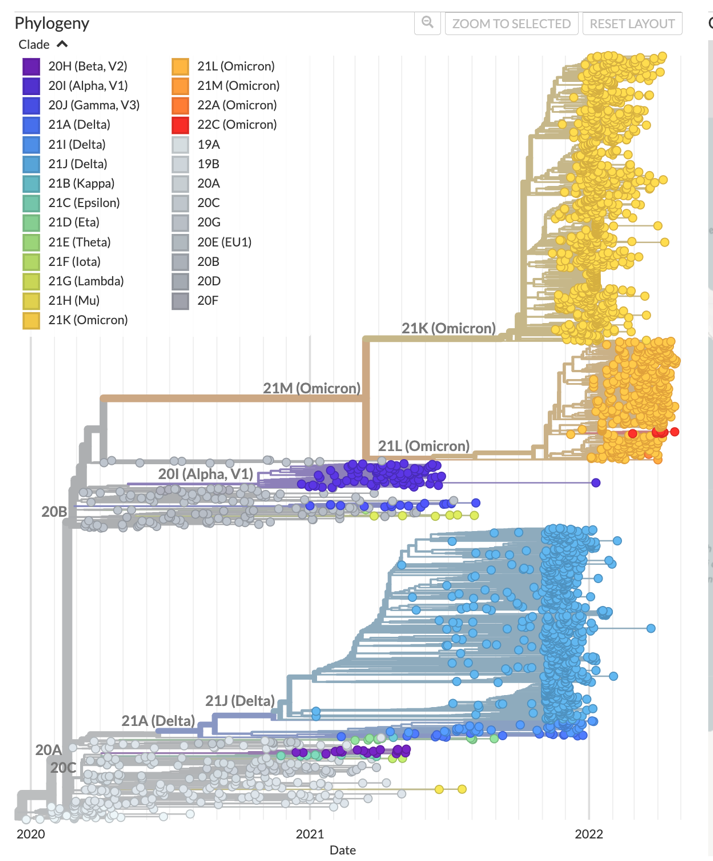 Phylogeny
ZOOM TO SELECTED
RESET LAYOUT
Clade
20H (Beta, V2)
20I (Alpha, V1)
20J (Gamma, V3)
21A (Delta)
21I (Delta)
21J (Delta)
21B (Kappa)
21C (Epsilon)
21D (Eta)
21E (Theta)
21F (Iota)
21G (Lambda)
21H (Mu)
21K (Omicron)
21L (Omicron)
21M (Omicron)
22A (Omicron)
22C (Omicron)
19A
19B
20A
20C
20G
20E (EU1)
20B
20D
20F
21K (Omicron)
21M (Omicron)
21L (Omicron)
20I (Alpha, V1)
20B
21J (Delta)
21A (Delta)
20A
20C
2020
2021
2022
Date